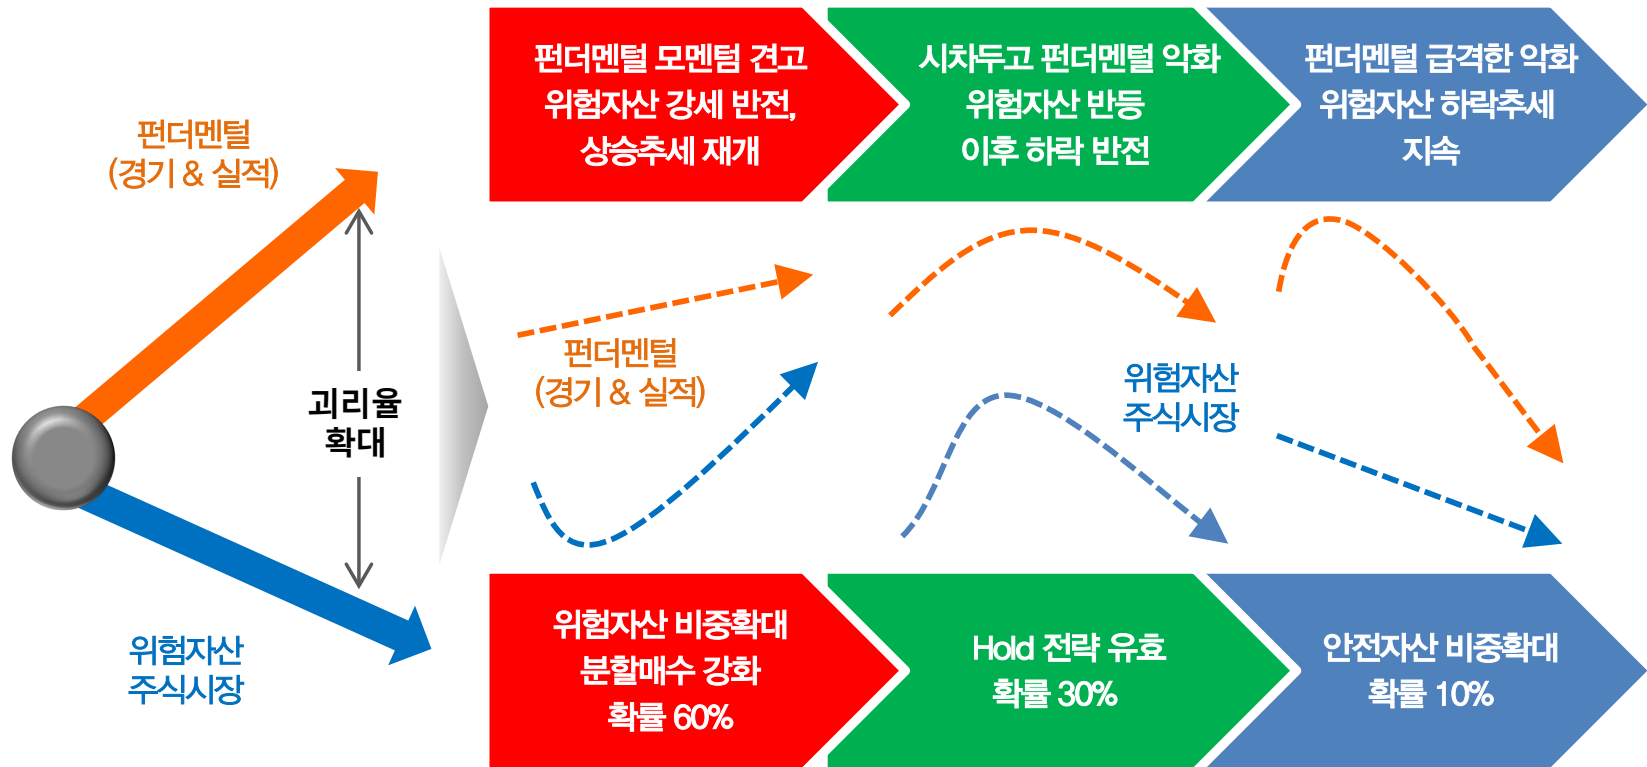 펀더멘털
(경기 & 실적)
괴리율
확대
위험자산
주식시장
펀더멘털 모멘텀 견고
위험자산 강세 반전,
상승추세 재개
시차두고 펀더멘털 악화
위험자산 반등
이후 하락 반전
펀더멘털 급격한 악화
위험자산 하락추세
지속
펀더멘털
(경기 & 실적)
위험자산
주식시장
위험자산 비중확대
분할매수 강화
확률 60%
Hold 전략 유효
확률 30%
안전자산 비중확대
확률 10%